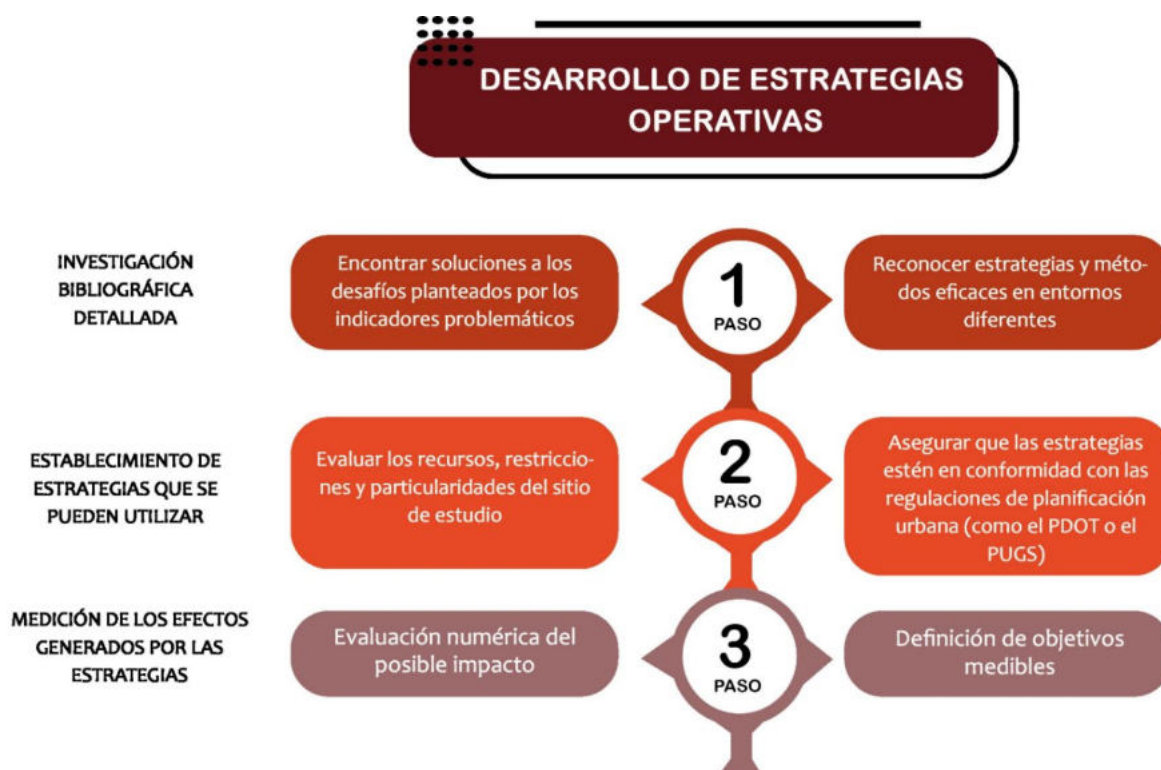 DESARROLLO DE ESTRATEGIAS
OPERATIVAS
INVESTIGACIÓN
BIBLIOGRÁFICA
DETALLADA
Encontrar soluciones a los
desafíos planteados por los
indicadores problemáticos
1
PASO
Reconocer estrategias y méto-
dos eficaces en entornos
diferentes
ESTABLECIMIENTO DE
ESTRATEGIAS QUE SE
PUEDEN UTILIZAR
Evaluar los recursos, restriccio-
nes y particularidades del sitio
de estudio
2
PASO
Asegurar que las estrategias
estén en conformidad con las
regulaciones de planificación
urbana (como el PDOT o el
PUGS)
MEDICIÓN DE LOS EFECTOS
GENERADOS POR LAS
ESTRATEGIAS
Evaluación numérica del
posible impacto
3
PASO
Definición de objetivos
medibles